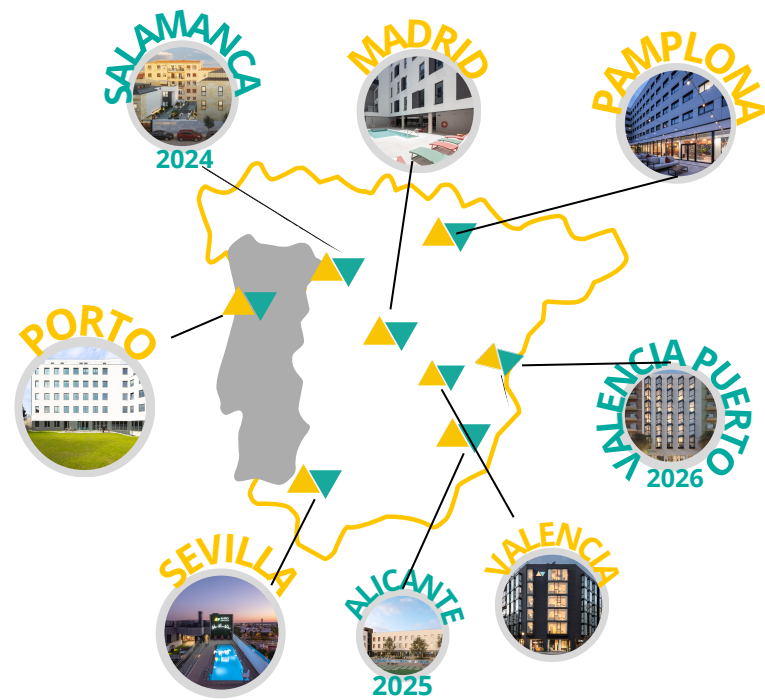 SALAMANCA
2024
MADRID
PAMPLONA
PORTO
VALENCIA PUERTO
2026
SEVILLA
ALICANTE
2025
VALENCIA